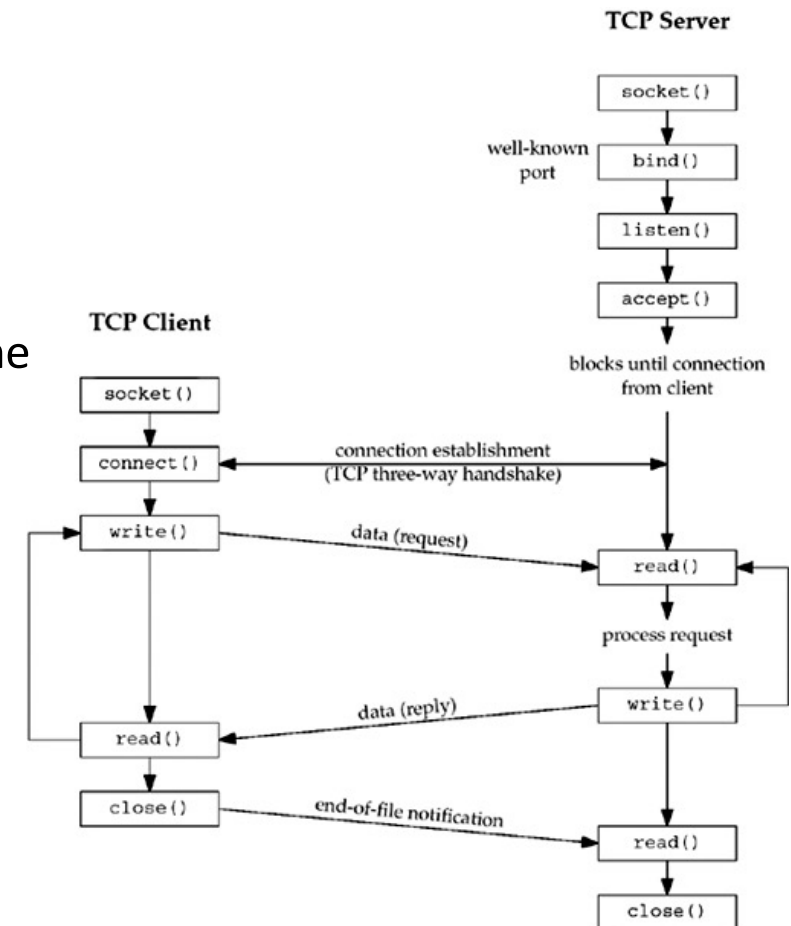 TCP Server
socket()
well-known
port
bind()
listen()
accept()
blocks until connection
from client
TCP Client
ne
socket()
connect()
connection establishment
(TCP three-way handshake)
write()
data (request)
read()
process request
write()
data (reply)
read()
close()
end-of-file notification
read()
close()